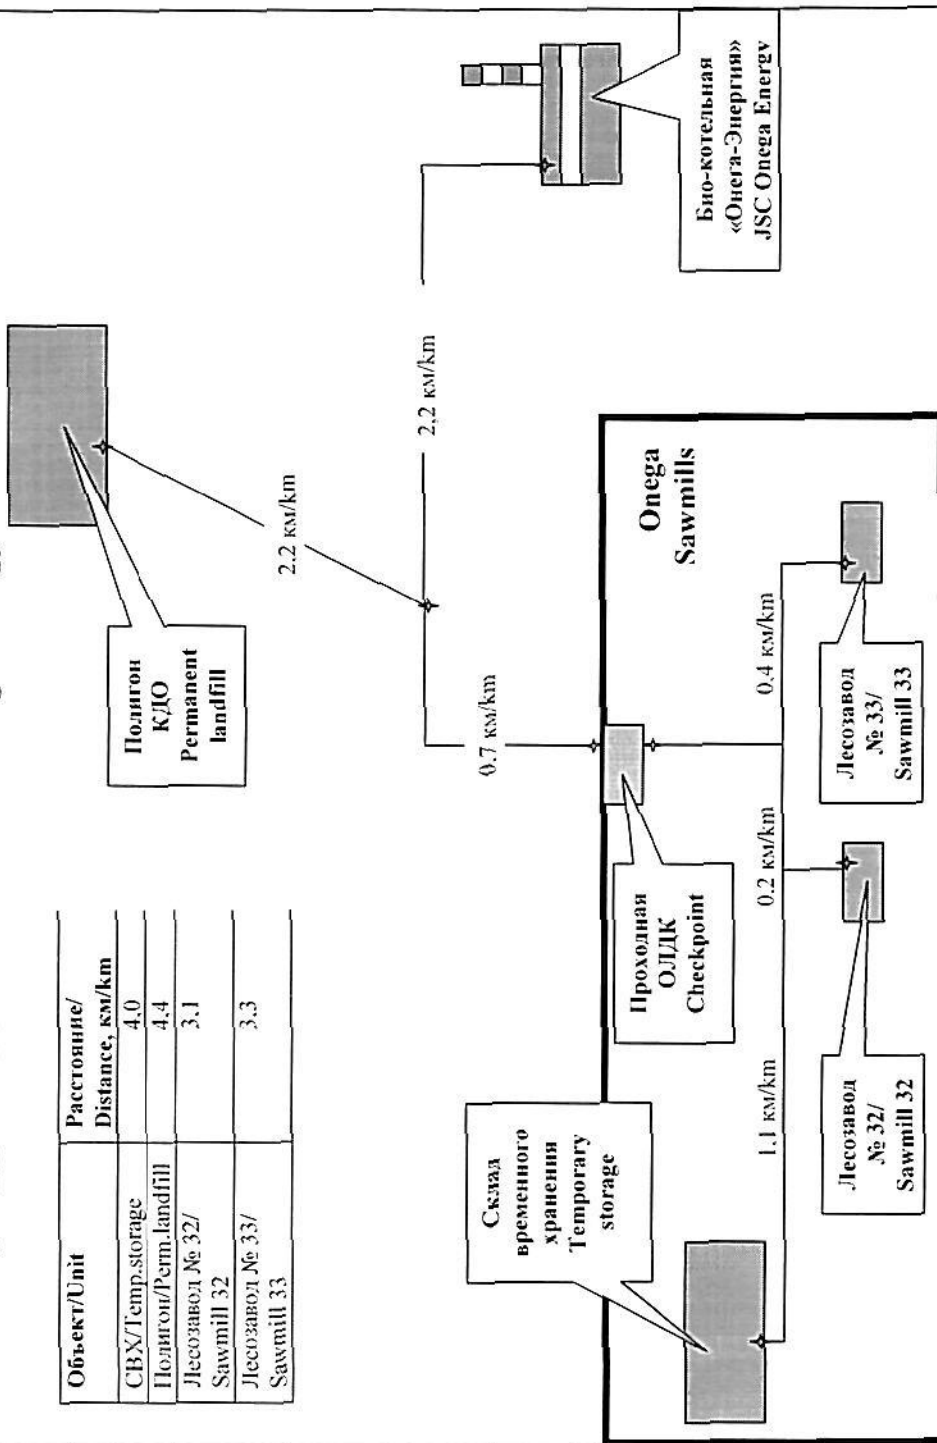 Объект/Unit
Расстояние/
Distance, км/km
СВХ/Temp.storage
4.0
Полигон/Perm.landfill
4.4
Лесозавод № 32/
Sawmill 32
3.1
Лесозавод № 33/
Sawmill 33
3.3
Полигон
КДО
Permanent
landfill
2.2 км/km
2,2 км/km
0.7 км/km
Био-котельная
«Онега-Энергия»
JSC Onega Energy
Onega
Sawmills
Склад
временного
хранения
Temporary
storage
Проходная
ОЛДК
Checkpoint
1.1 км/km
0.2 км/km
0.4 км/km
Лесозавод
№ 32/
Sawmill 32
Лесозавод
№ 33/
Sawmill 33